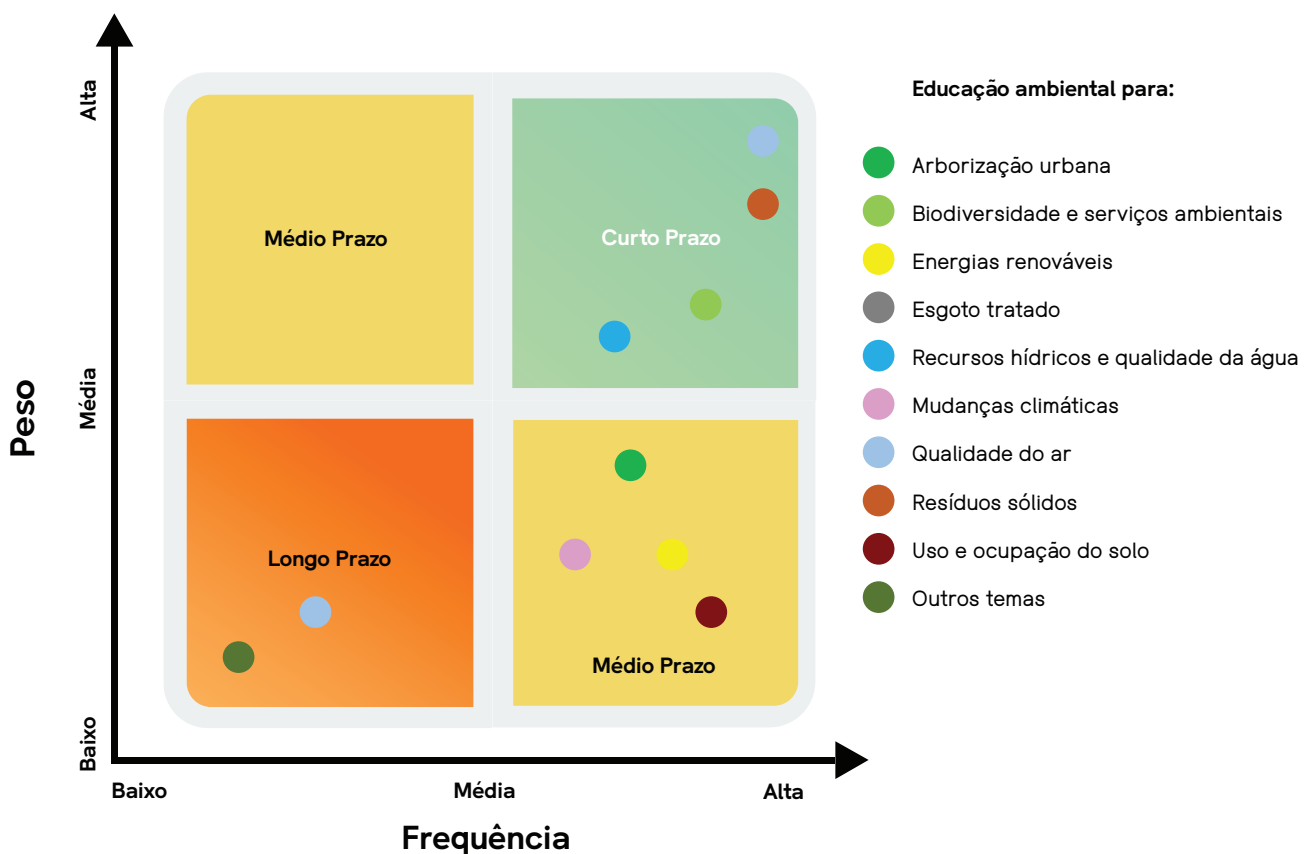 Peso
Alta
Média
Baixo
Médio Prazo
Curto Prazo
Longo Prazo
Médio Prazo
Baixo
Média
Alta
Frequência
Educação ambiental para:
Arborização urbana
Biodiversidade e serviços ambientais
Energias renováveis
Esgoto tratado
Recursos hídricos e qualidade da água
Mudanças climáticas
Qualidade do ar
Resíduos sólidos
Uso e ocupação do solo
Outros temas